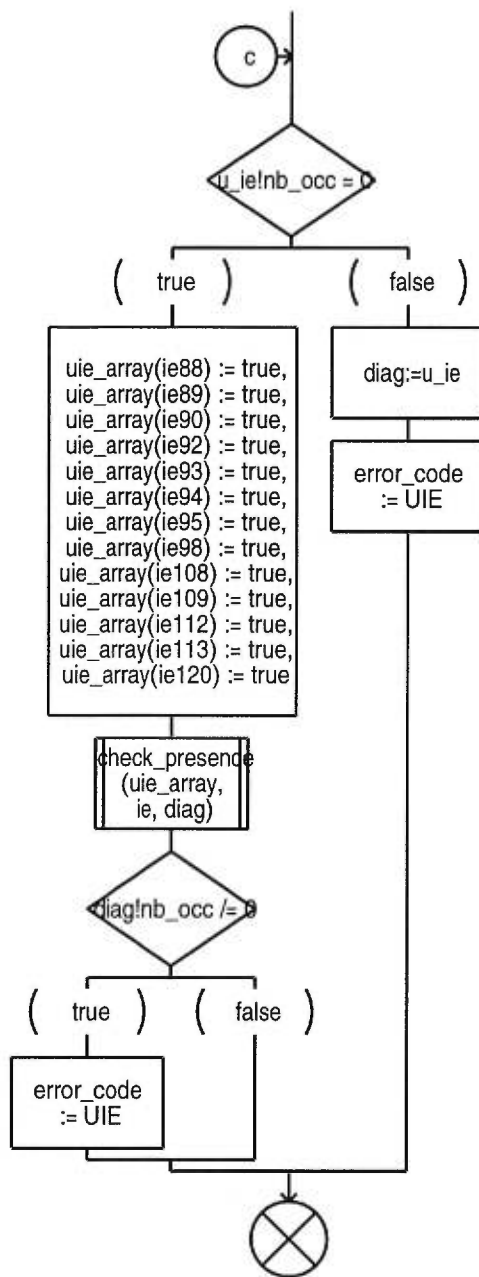 c
u_ie!nb_occ = 0
( true )
( false )
uie_array(ie88) := true,
uie_array(ie89) := true,
uie_array(ie90) := true,
uie_array(ie92) := true,
uie_array(ie93) := true,
uie_array(ie94) := true,
uie_array(ie95) := true,
uie_array(ie98) := true,
uie_array(ie108) := true,
uie_array(ie109) := true,
uie_array(ie112) := true,
uie_array(ie113) := true,
uie_array(ie120) := true
diag:=u_ie
error_code
:= UIE
check_presence
(uie_array,
ie, diag)
diag!nb_occ /= 0
( true )
( false )
error_code
:= UIE